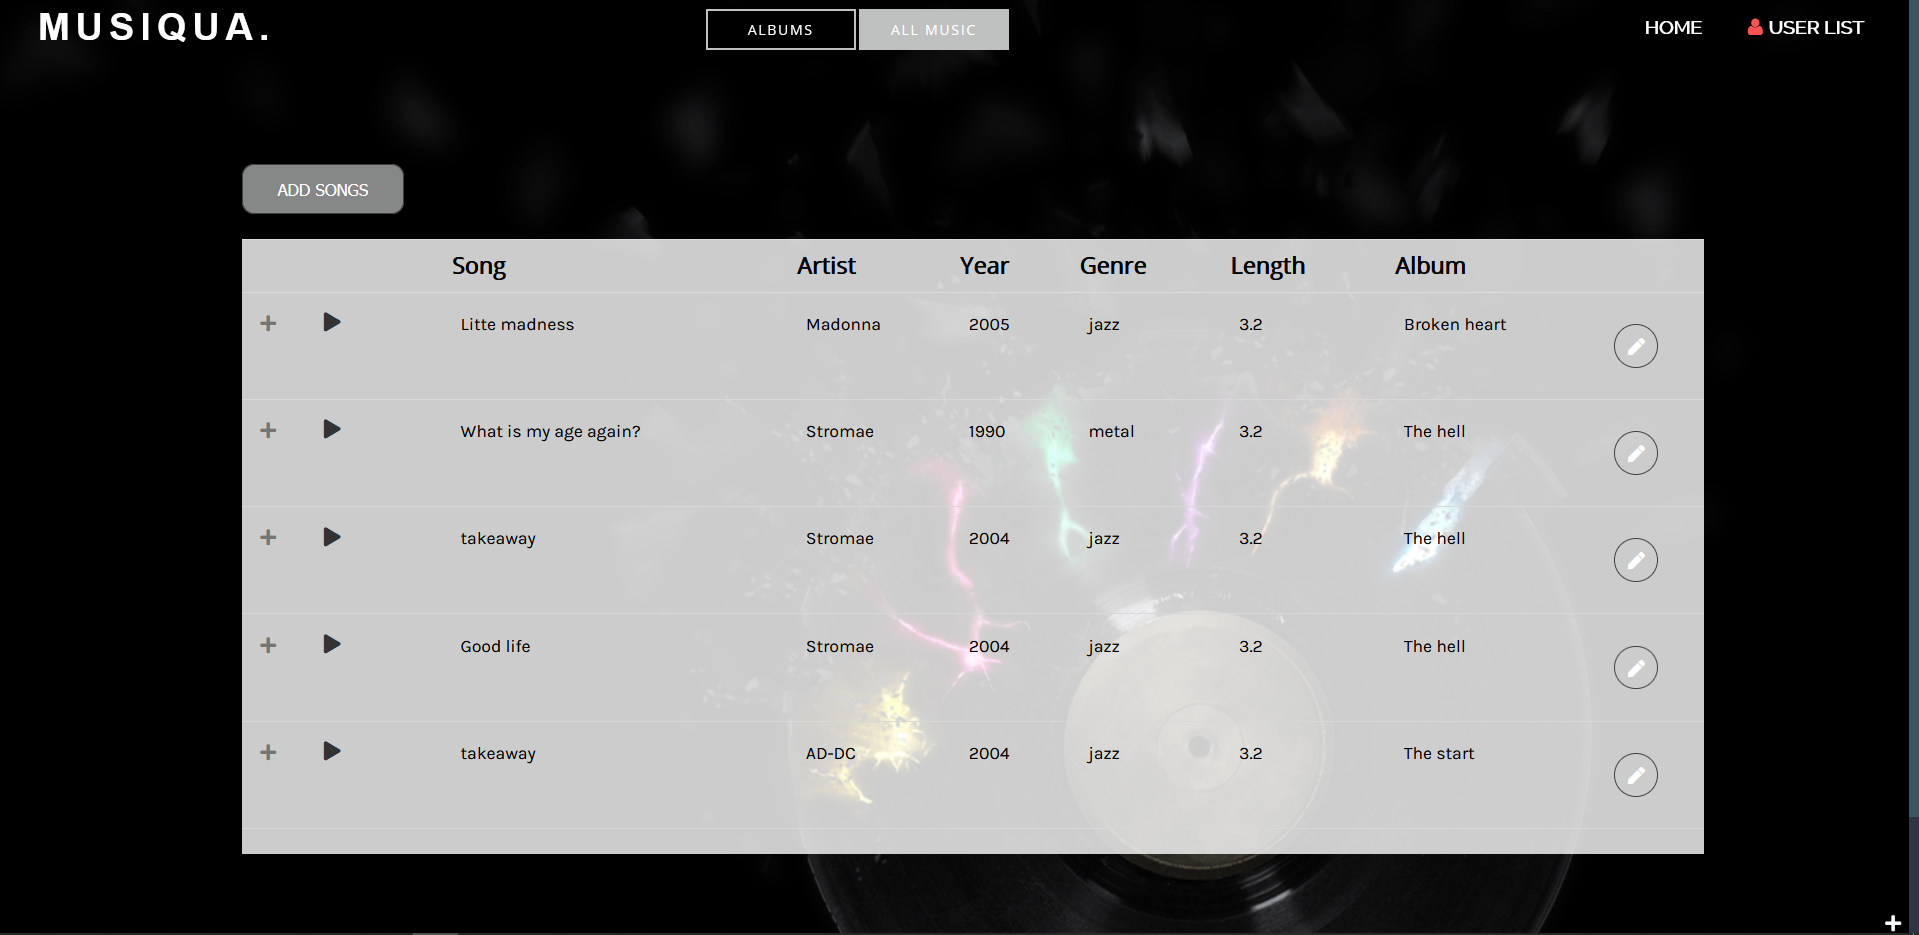 MUSIQUA.
ALBUMS ALL MUSIC
HOME USER LIST
ADD SONGS
Song Artist Year Genre Length Album
Litte madness Madonna 2005 jazz 3.2 Broken heart
What is my age again? Stromae 1990 metal 3.2 The hell
takeaway Stromae 2004 jazz 3.2 The hell
Good life Stromae 2004 jazz 3.2 The hell
takeaway AD-DC 2004 jazz 3.2 The start